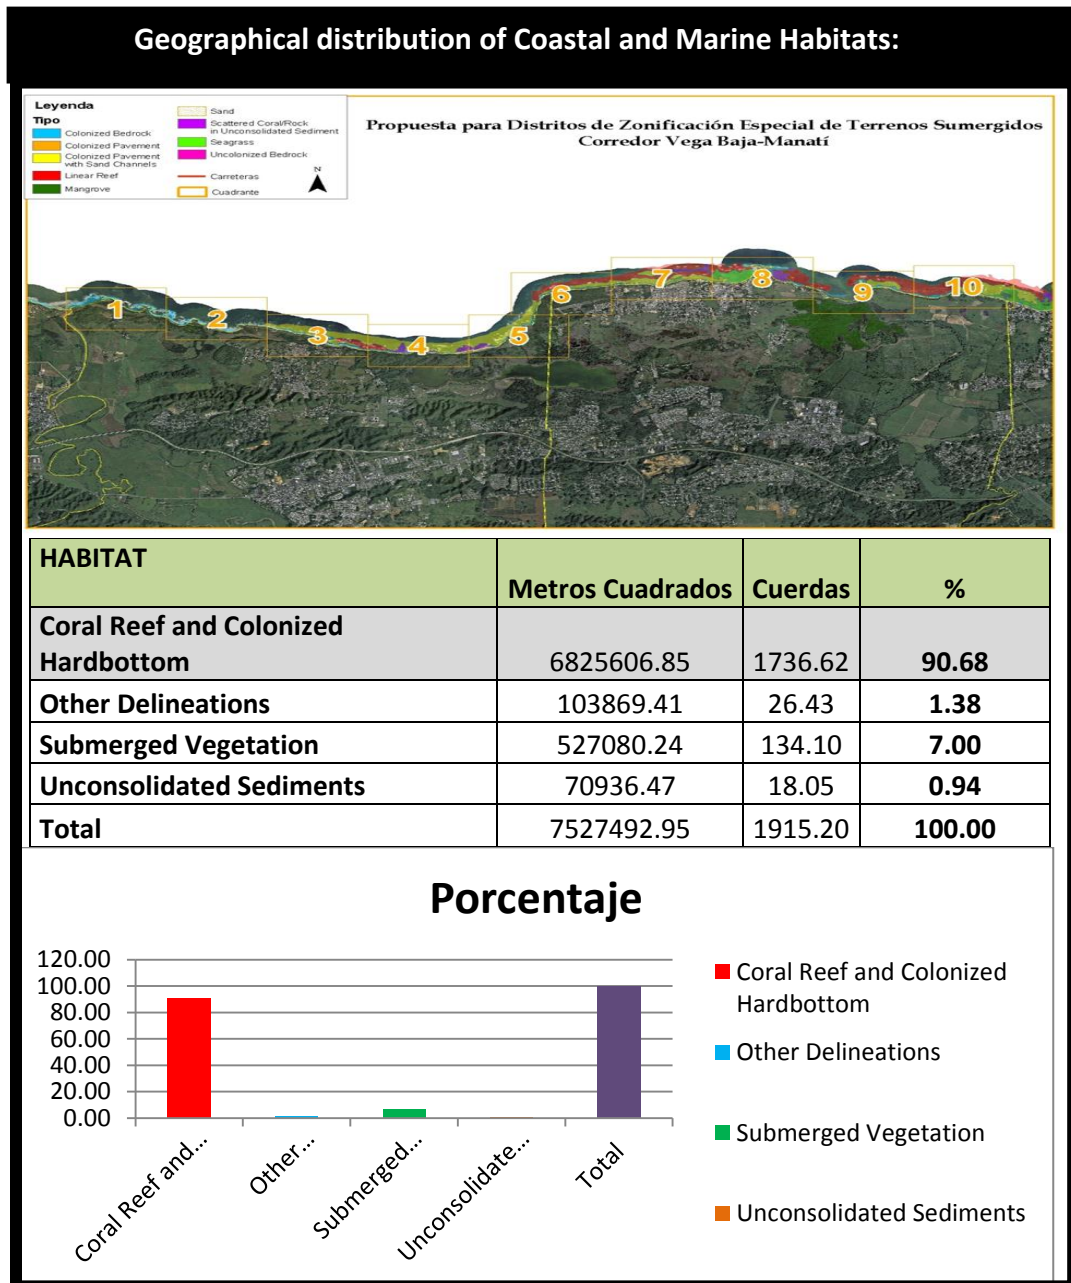 Geographical distribution of Coastal and Marine Habitats:
Leyenda
Tipo
Colonized Bedrock
Colonized Pavement
Colonized Pavement
with Sand Channels
Linear Reef
Mangrove
Sand
Scattered Coral/Rock
in Unconsolidated Sediment
Seagrass
Uncolonized Bedrock
Carreteras
Cuadrante
N
Propuesta para Distritos de Zonificación Especial de Terrenos Sumergidos
Corredor Vega Baja-Manatí
1
2
3
4
5
6
7
8
9
10
HABITAT Metros Cuadrados Cuerdas %
Coral Reef and Colonized
Hardbottom 6825606.85 1736.62 90.68
Other Delineations 103869.41 26.43 1.38
Submerged Vegetation 527080.24 134.10 7.00
Unconsolidated Sediments 70936.47 18.05 0.94
Total 7527492.95 1915.20 100.00
Porcentaje
120.00
100.00
80.00
60.00
40.00
20.00
0.00
Coral Reef and...
Other...
Submerged...
Unconsolidate...
Total
Coral Reef and Colonized
Hardbottom
Other Delineations
Submerged Vegetation
Unconsolidated Sediments